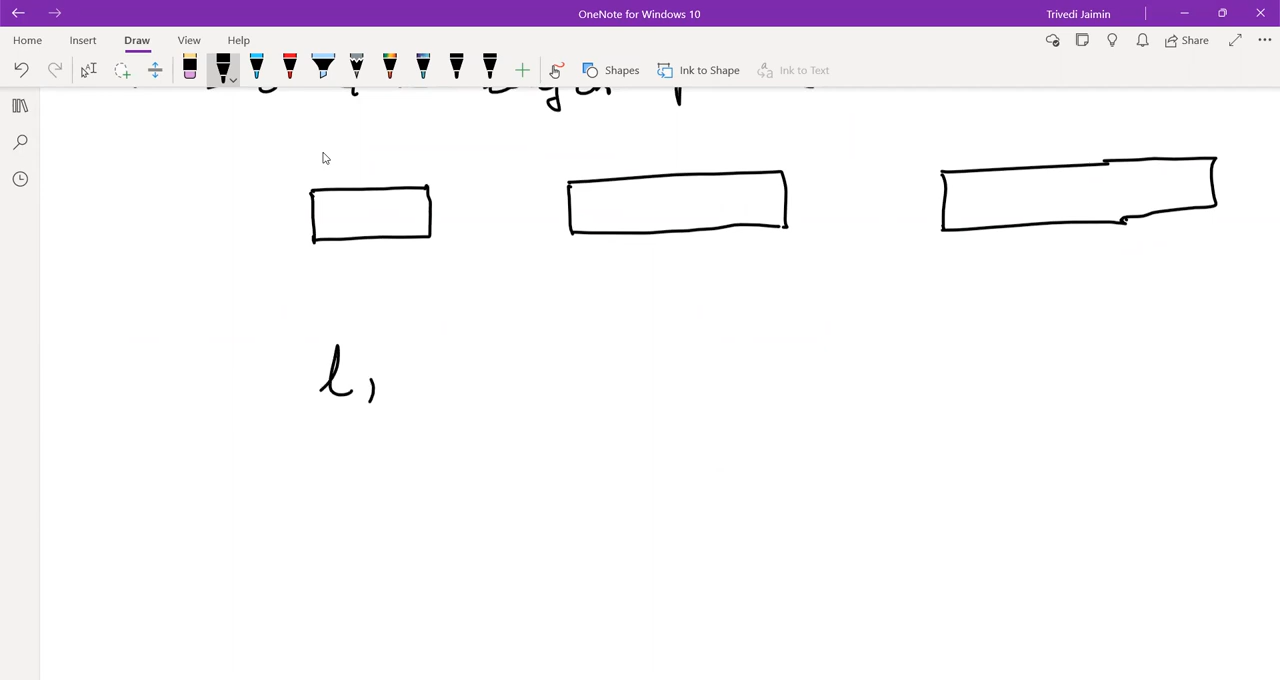 OneNote for Windows 10
Trivedi Jaimin
Home Insert Draw View Help
Share
Shapes Ink to Shape Ink to Text
l,